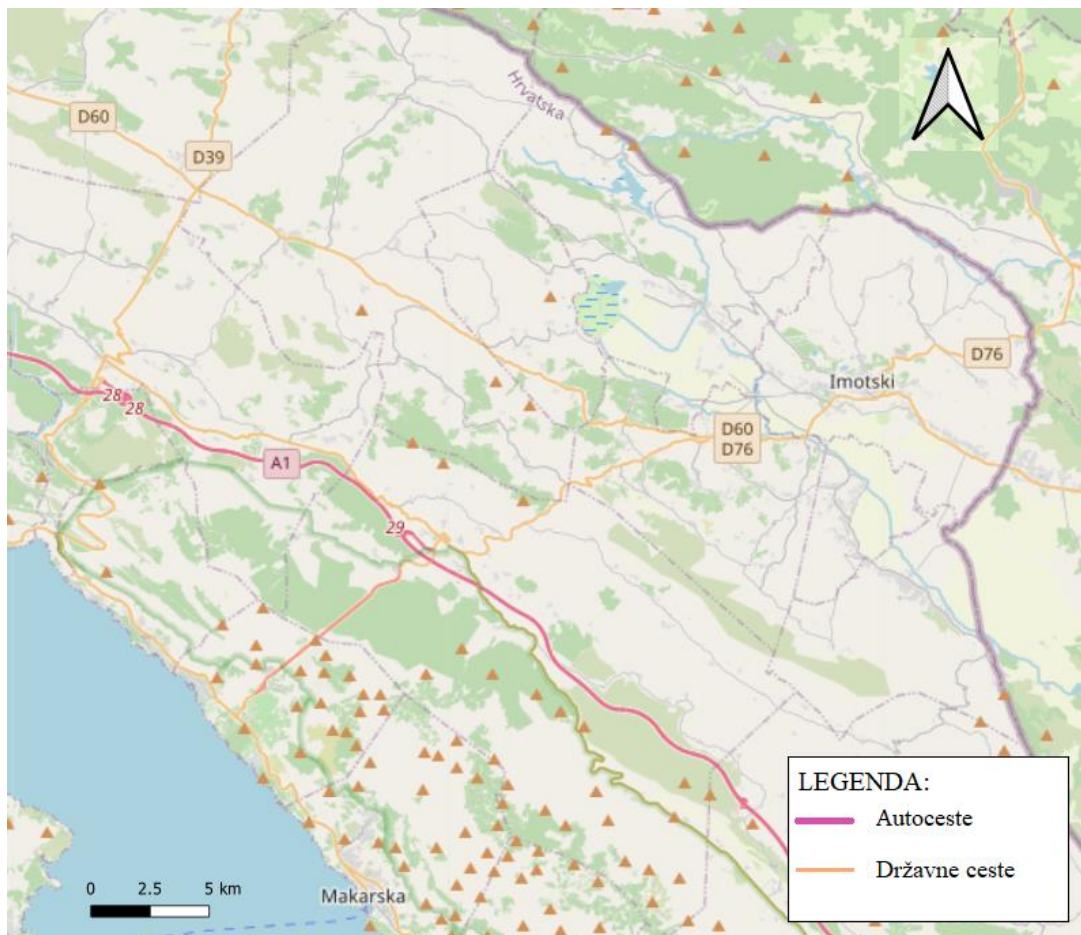 Hrvatska
D60
D39
D76
Imotski
28
28
D60
D76
A1
29
LEGENDA:
Autoceste
Državne ceste
0 2.5 5 km
Makarska